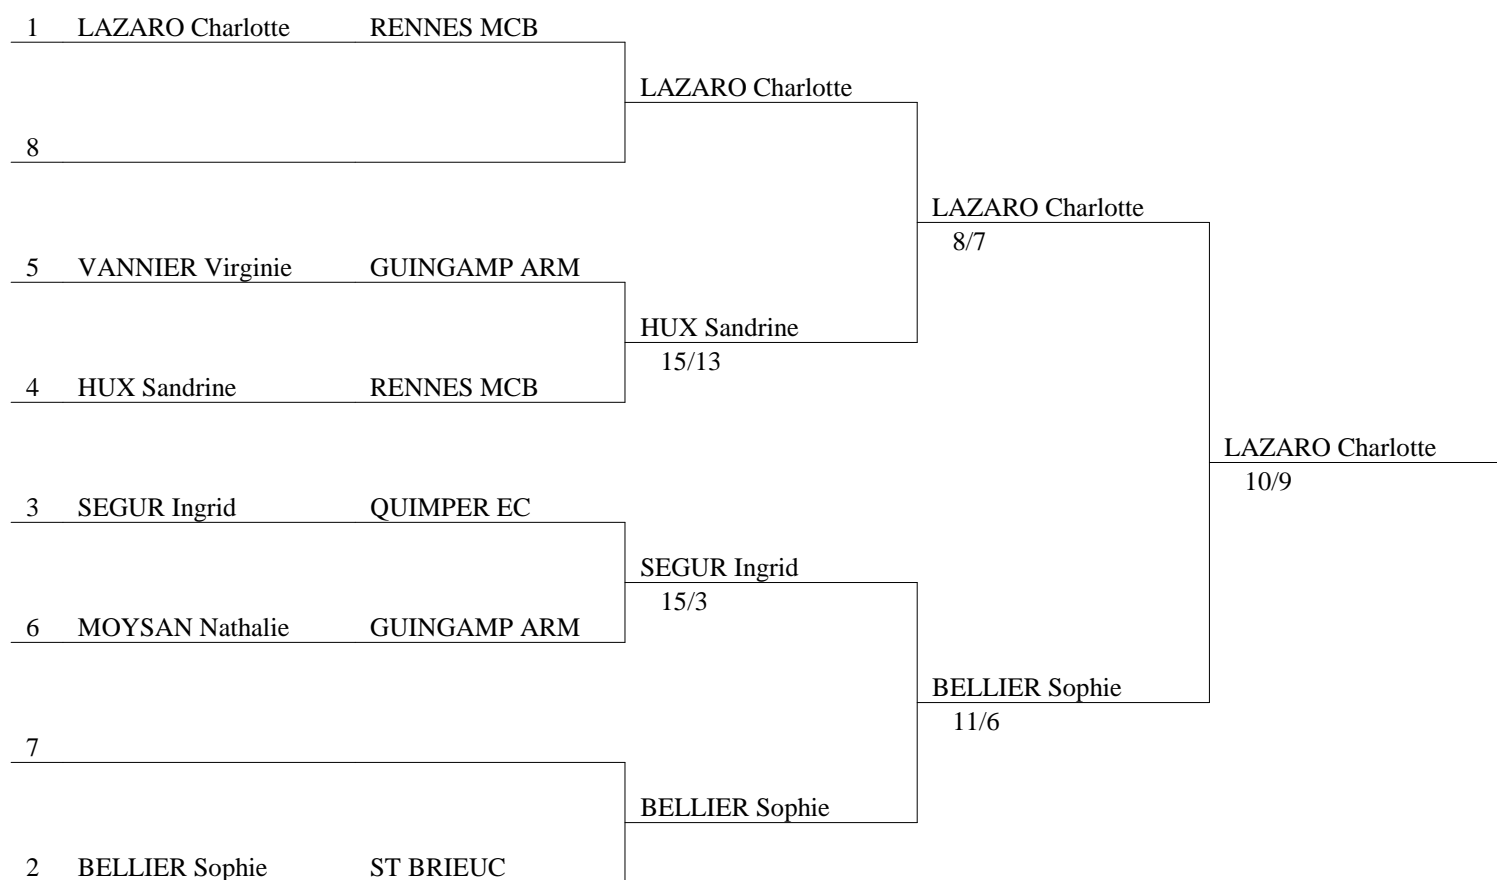 1 LAZARO Charlotte RENNES MCB
LAZARO Charlotte
8
LAZARO Charlotte
8/7
5 VANNIER Virginie GUINGAMP ARM
HUX Sandrine
15/13
4 HUX Sandrine RENNES MCB
LAZARO Charlotte
10/9
3 SEGUR Ingrid QUIMPER EC
SEGUR Ingrid
15/3
6 MOYSAN Nathalie GUINGAMP ARM
BELLIER Sophie
11/6
7
BELLIER Sophie
2 BELLIER Sophie ST BRIEUC